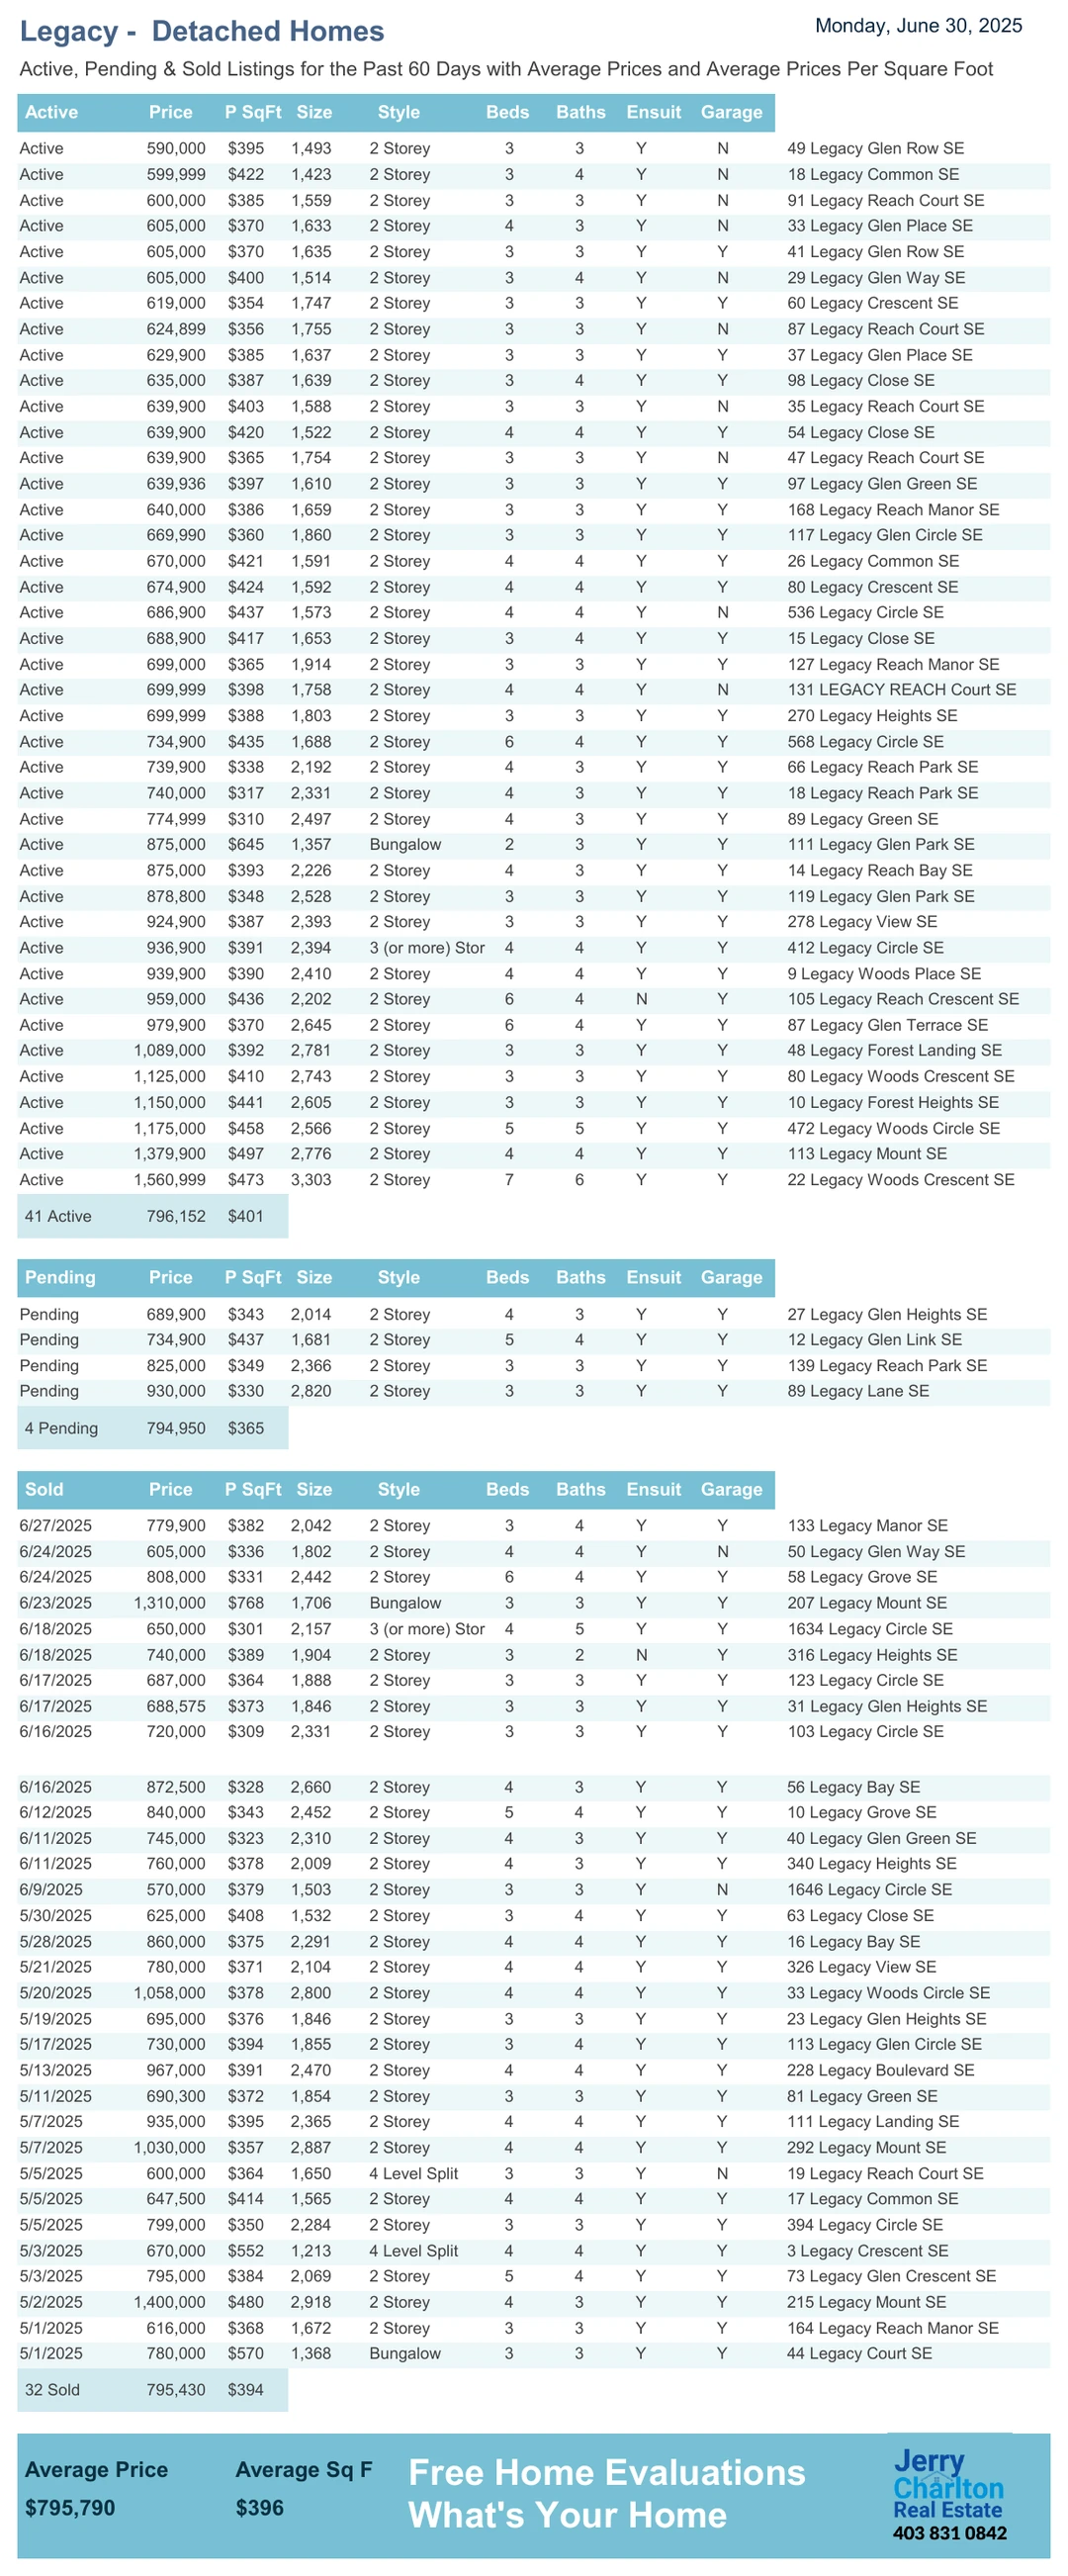 Legacy - Detached Homes Monday, June 30, 2025
Active, Pending & Sold Listings for the Past 60 Days with Average Prices and Average Prices Per Square Foot
Active Price P SqFt Size Style Beds Baths Ensuit Garage
Active 590,000 $395 1,493 2 Storey 3 3 Y N 49 Legacy Glen Row SE
Active 599,999 $422 1,423 2 Storey 3 4 Y N 18 Legacy Common SE
Active 600,000 $385 1,559 2 Storey 3 3 Y N 91 Legacy Reach Court SE
Active 605,000 $370 1,633 2 Storey 4 3 Y N 33 Legacy Glen Place SE
Active 605,000 $370 1,635 2 Storey 3 3 Y Y 41 Legacy Glen Row SE
Active 605,000 $400 1,514 2 Storey 3 4 Y N 29 Legacy Glen Way SE
Active 619,000 $354 1,747 2 Storey 3 3 Y Y 60 Legacy Crescent SE
Active 624,899 $356 1,755 2 Storey 3 3 Y N 87 Legacy Reach Court SE
Active 629,900 $385 1,637 2 Storey 3 3 Y Y 37 Legacy Glen Place SE
Active 635,000 $387 1,639 2 Storey 3 4 Y Y 98 Legacy Close SE
Active 639,900 $403 1,588 2 Storey 3 3 Y N 35 Legacy Reach Court SE
Active 639,900 $420 1,522 2 Storey 4 4 Y Y 54 Legacy Close SE
Active 639,900 $365 1,754 2 Storey 3 3 Y N 47 Legacy Reach Court SE
Active 639,936 $397 1,610 2 Storey 3 3 Y Y 97 Legacy Glen Green SE
Active 640,000 $386 1,659 2 Storey 3 3 Y Y 168 Legacy Reach Manor SE
Active 669,990 $360 1,860 2 Storey 3 3 Y Y 117 Legacy Glen Circle SE
Active 670,000 $421 1,591 2 Storey 4 4 Y Y 26 Legacy Common SE
Active 674,900 $424 1,592 2 Storey 4 4 Y Y 80 Legacy Crescent SE
Active 686,900 $437 1,573 2 Storey 4 4 Y N 536 Legacy Circle SE
Active 688,900 $417 1,653 2 Storey 3 4 Y Y 15 Legacy Close SE
Active 699,000 $365 1,914 2 Storey 3 3 Y Y 127 Legacy Reach Manor SE
Active 699,999 $398 1,758 2 Storey 4 4 Y N 131 LEGACY REACH Court SE
Active 699,999 $388 1,803 2 Storey 3 3 Y Y 270 Legacy Heights SE
Active 734,900 $435 1,688 2 Storey 6 4 Y Y 568 Legacy Circle SE
Active 739,900 $338 2,192 2 Storey 4 3 Y Y 66 Legacy Reach Park SE
Active 740,000 $317 2,331 2 Storey 4 3 Y Y 18 Legacy Reach Park SE
Active 774,999 $310 2,497 2 Storey 4 3 Y Y 89 Legacy Green SE
Active 875,000 $645 1,357 Bungalow 2 3 Y Y 111 Legacy Glen Park SE
Active 875,000 $393 2,226 2 Storey 4 3 Y Y 14 Legacy Reach Bay SE
Active 878,800 $348 2,528 2 Storey 3 3 Y Y 119 Legacy Glen Park SE
Active 924,900 $387 2,393 2 Storey 3 3 Y Y 278 Legacy View SE
Active 936,900 $391 2,394 3 (or more) Stor 4 4 Y Y 412 Legacy Circle SE
Active 939,900 $390 2,410 2 Storey 4 4 Y Y 9 Legacy Woods Place SE
Active 959,000 $436 2,202 2 Storey 6 4 N Y 105 Legacy Reach Crescent SE
Active 979,900 $370 2,645 2 Storey 6 4 Y Y 87 Legacy Glen Terrace SE
Active 1,089,000 $392 2,781 2 Storey 3 3 Y Y 48 Legacy Forest Landing SE
Active 1,125,000 $410 2,743 2 Storey 3 3 Y Y 80 Legacy Woods Crescent SE
Active 1,150,000 $441 2,605 2 Storey 3 3 Y Y 10 Legacy Forest Heights SE
Active 1,175,000 $458 2,566 2 Storey 5 5 Y Y 472 Legacy Woods Circle SE
Active 1,379,900 $497 2,776 2 Storey 4 4 Y Y 113 Legacy Mount SE
Active 1,560,999 $473 3,303 2 Storey 7 6 Y Y 22 Legacy Woods Crescent SE
41 Active 796,152 $401
Pending Price P SqFt Size Style Beds Baths Ensuit Garage
Pending 689,900 $343 2,014 2 Storey 4 3 Y Y 27 Legacy Glen Heights SE
Pending 734,900 $437 1,681 2 Storey 5 4 Y Y 12 Legacy Glen Link SE
Pending 825,000 $349 2,366 2 Storey 3 3 Y Y 139 Legacy Reach Park SE
Pending 930,000 $330 2,820 2 Storey 3 3 Y Y 89 Legacy Lane SE
4 Pending 794,950 $365
Sold Price P SqFt Size Style Beds Baths Ensuit Garage
6/27/2025 779,900 $382 2,042 2 Storey 3 4 Y Y 133 Legacy Manor SE
6/24/2025 605,000 $336 1,802 2 Storey 4 4 Y N 50 Legacy Glen Way SE
6/24/2025 808,000 $331 2,442 2 Storey 6 4 Y Y 58 Legacy Grove SE
6/23/2025 1,310,000 $768 1,706 Bungalow 3 3 Y Y 207 Legacy Mount SE
6/18/2025 650,000 $301 2,157 3 (or more) Stor 4 5 Y Y 1634 Legacy Circle SE
6/18/2025 740,000 $389 1,904 2 Storey 3 2 N Y 316 Legacy Heights SE
6/17/2025 687,000 $364 1,888 2 Storey 3 3 Y Y 123 Legacy Circle SE
6/17/2025 688,575 $373 1,846 2 Storey 3 3 Y Y 31 Legacy Glen Heights SE
6/16/2025 720,000 $309 2,331 2 Storey 3 3 Y Y 103 Legacy Circle SE
6/16/2025 872,500 $328 2,660 2 Storey 4 3 Y Y 56 Legacy Bay SE
6/12/2025 840,000 $343 2,452 2 Storey 5 4 Y Y 10 Legacy Grove SE
6/11/2025 745,000 $323 2,310 2 Storey 4 3 Y Y 40 Legacy Glen Green SE
6/11/2025 760,000 $378 2,009 2 Storey 4 3 Y Y 340 Legacy Heights SE
6/9/2025 570,000 $379 1,503 2 Storey 3 3 Y N 1646 Legacy Circle SE
5/30/2025 625,000 $408 1,532 2 Storey 3 4 Y Y 63 Legacy Close SE
5/28/2025 860,000 $375 2,291 2 Storey 4 4 Y Y 16 Legacy Bay SE
5/21/2025 780,000 $371 2,104 2 Storey 4 4 Y Y 326 Legacy View SE
5/20/2025 1,058,000 $378 2,800 2 Storey 4 4 Y Y 33 Legacy Woods Circle SE
5/19/2025 695,000 $376 1,846 2 Storey 3 3 Y Y 23 Legacy Glen Heights SE
5/17/2025 730,000 $394 1,855 2 Storey 3 4 Y Y 113 Legacy Glen Circle SE
5/13/2025 967,000 $391 2,470 2 Storey 4 4 Y Y 228 Legacy Boulevard SE
5/11/2025 690,300 $372 1,854 2 Storey 3 3 Y Y 81 Legacy Green SE
5/7/2025 935,000 $395 2,365 2 Storey 4 4 Y Y 111 Legacy Landing SE
5/7/2025 1,030,000 $357 2,887 2 Storey 4 4 Y Y 292 Legacy Mount SE
5/5/2025 600,000 $364 1,650 4 Level Split 3 3 Y N 19 Legacy Reach Court SE
5/5/2025 647,500 $414 1,565 2 Storey 4 4 Y Y 17 Legacy Common SE
5/5/2025 799,000 $350 2,284 2 Storey 3 3 Y Y 394 Legacy Circle SE
5/3/2025 670,000 $552 1,213 4 Level Split 4 4 Y Y 3 Legacy Crescent SE
5/3/2025 795,000 $384 2,069 2 Storey 5 4 Y Y 73 Legacy Glen Crescent SE
5/2/2025 1,400,000 $480 2,918 2 Storey 4 3 Y Y 215 Legacy Mount SE
5/1/2025 616,000 $368 1,672 2 Storey 3 3 Y Y 164 Legacy Reach Manor SE
5/1/2025 780,000 $570 1,368 Bungalow 3 3 Y Y 44 Legacy Court SE
32 Sold 795,430 $394
Average Price Average Sq F
$795,790 $396
Free Home Evaluations
What's Your Home
Jerry
Charlton
Real Estate
403 831 0842